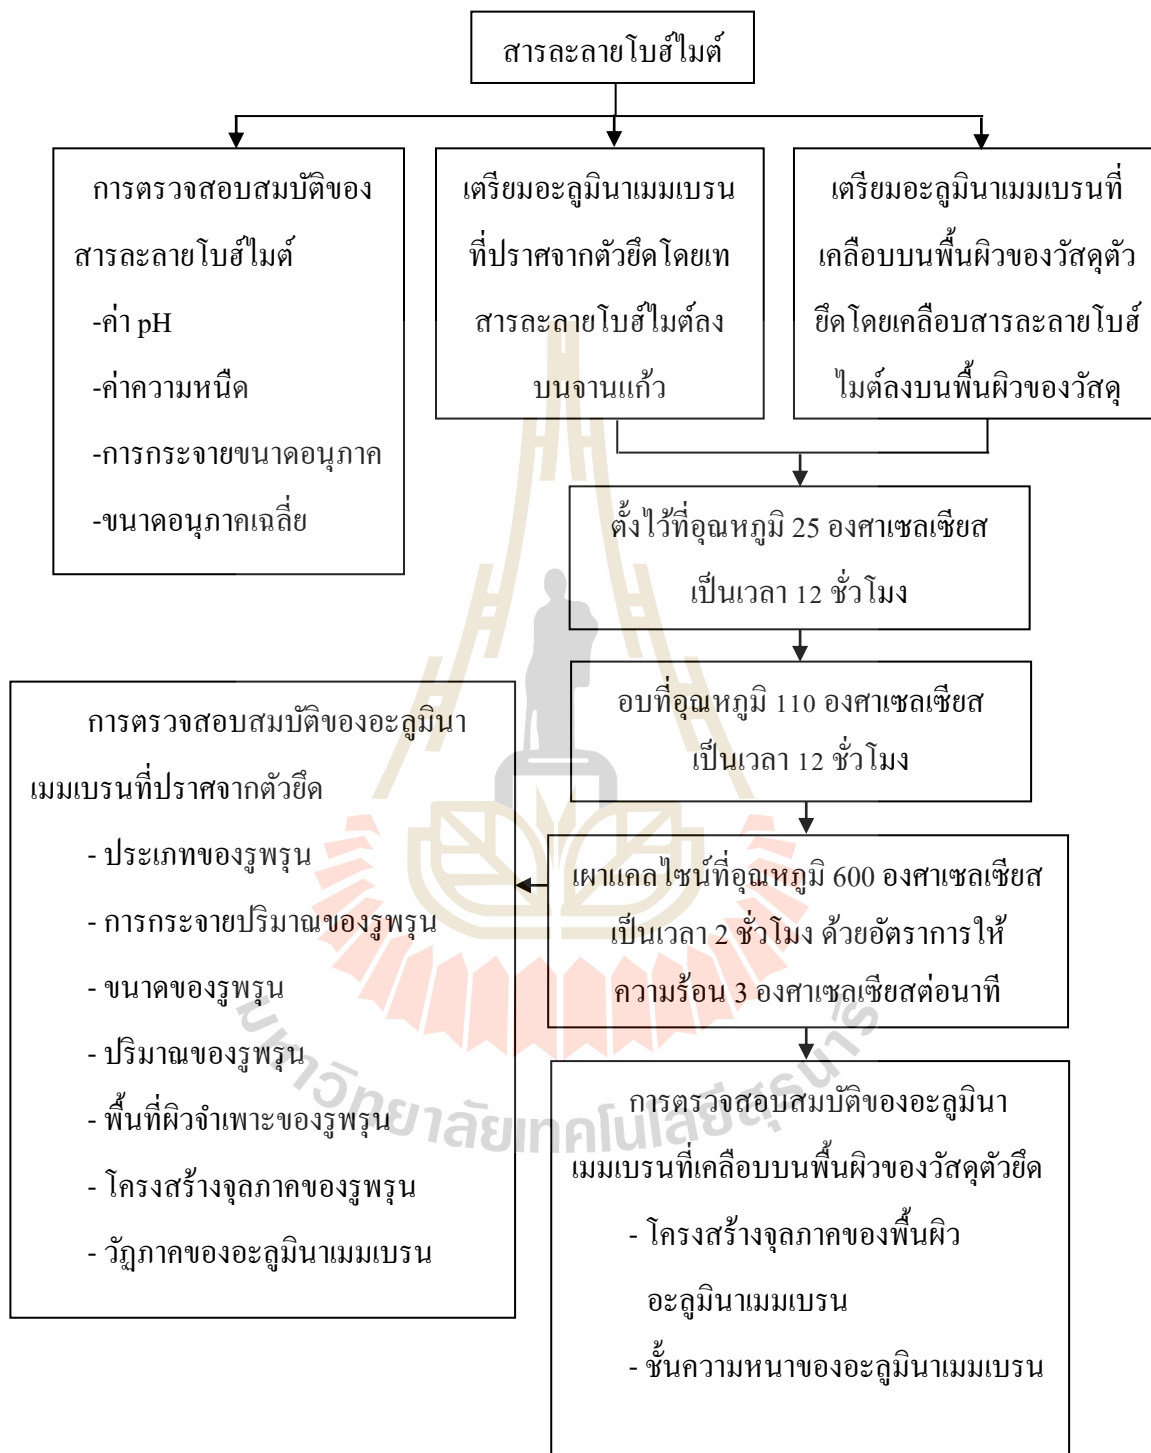 สารละลายโบฮ์ไมต์
การตรวจสอบสมบัติของ
สารละลายโบฮ์ไมต์
-ค่า pH
-ค่าความหนืด
-การกระจายขนาดอนุภาค
-ขนาดอนุภาคเฉลี่ย
เตรียมอะลูมินาเมมเบรน
ที่ปราศจากตัวยึดโดยเท
สารละลายโบฮ์ไมต์ลง
บนจานแก้ว
เตรียมอะลูมินาเมมเบรนที่
เคลือบบนพื้นผิวของวัสดุตัว
ยึดโดยเคลือบสารละลายโบฮ์
ไมต์ลงบนพื้นผิวของวัสดุ
ตั้งไว้ที่อุณหภูมิ 25 องศาเซลเซียส
เป็นเวลา 12 ชั่วโมง
อบที่อุณหภูมิ 110 องศาเซลเซียส
เป็นเวลา 12 ชั่วโมง
เผาแคลไซน์ที่อุณหภูมิ 600 องศาเซลเซียส
เป็นเวลา 2 ชั่วโมง ด้วยอัตราการให้
ความร้อน 3 องศาเซลเซียสต่อนาที
การตรวจสอบสมบัติของอะลูมินา
เมมเบรนที่ปราศจากตัวยึด
- ประเภทของรูพรุน
- การกระจายปริมาณของรูพรุน
- ขนาดของรูพรุน
- ปริมาณของรูพรุน
- พื้นที่ผิวจำเพาะของรูพรุน
- โครงสร้างจุลภาคของรูพรุน
- วัฏภาคของอะลูมินาเมมเบรน
การตรวจสอบสมบัติของอะลูมินา
เมมเบรนที่เคลือบบนพื้นผิวของวัสดุตัวยึด
- โครงสร้างจุลภาคของพื้นผิว
อะลูมินาเมมเบรน
- ชั้นความหนาของอะลูมินาเมมเบรน
มหาวิทยาลัยเทคโนโลยีสุรนารี